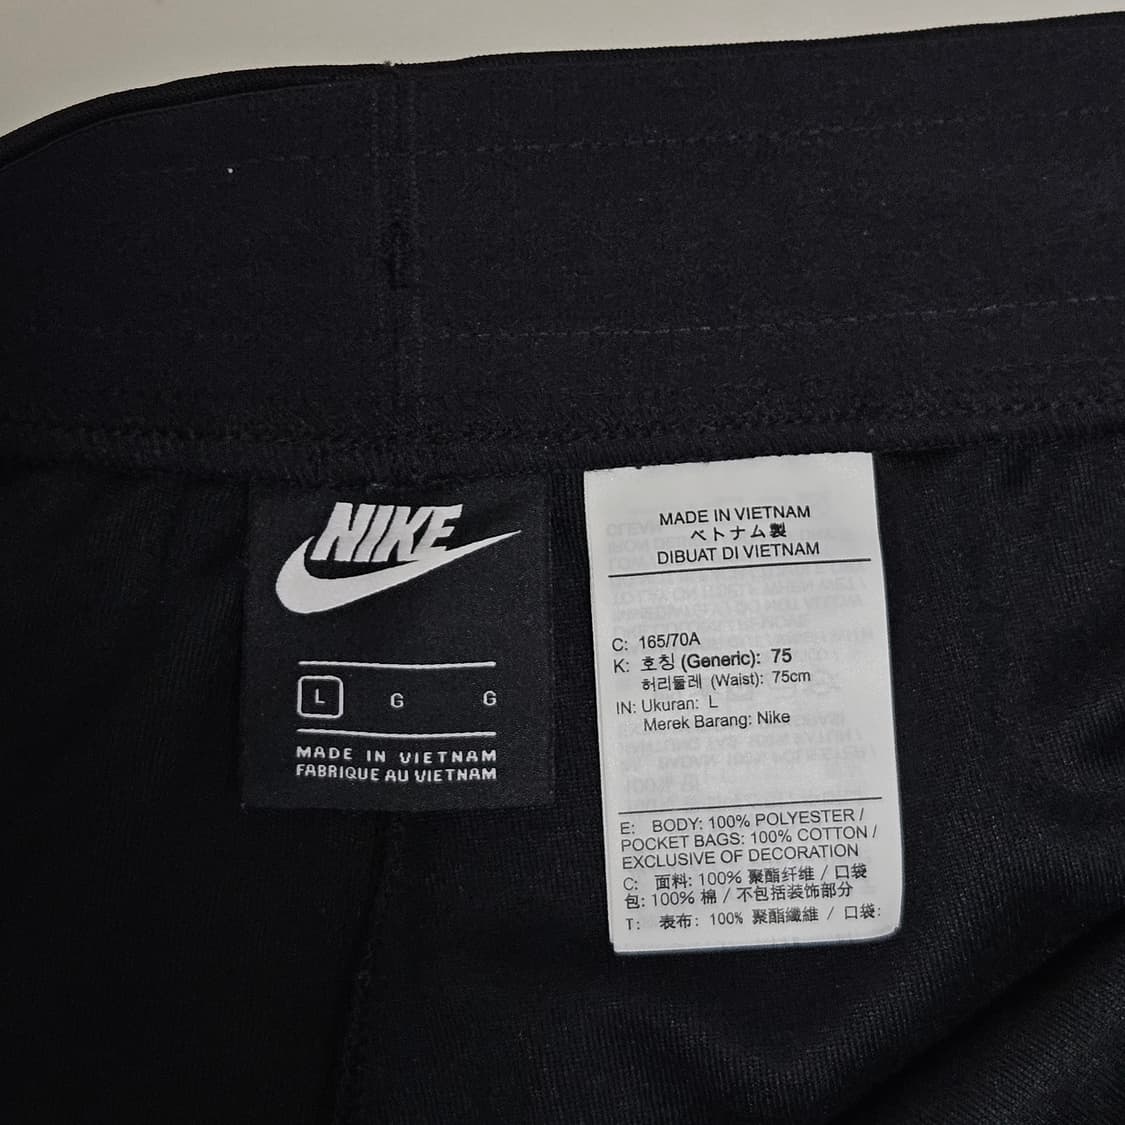 NIKE
L G G
MADE IN VIETNAM
FABRIQUE AU VIETNAM
MADE IN VIETNAM
ベトナム製
DIBUAT DI VIETNAM
C: 165/70A
K: 호칭 (Generic): 75
허리둘레 (Waist): 75cm
IN: Ukuran: L
Merek Barang: Nike
E: BODY: 100% POLYESTER /
POCKET BAGS: 100% COTTON /
EXCLUSIVE OF DECORATION
C: 面料: 100% 聚酯纤维 / 口袋
包: 100% 棉 / 不包括装饰部分
T: 表布: 100% 聚酯纖維 / 口袋: